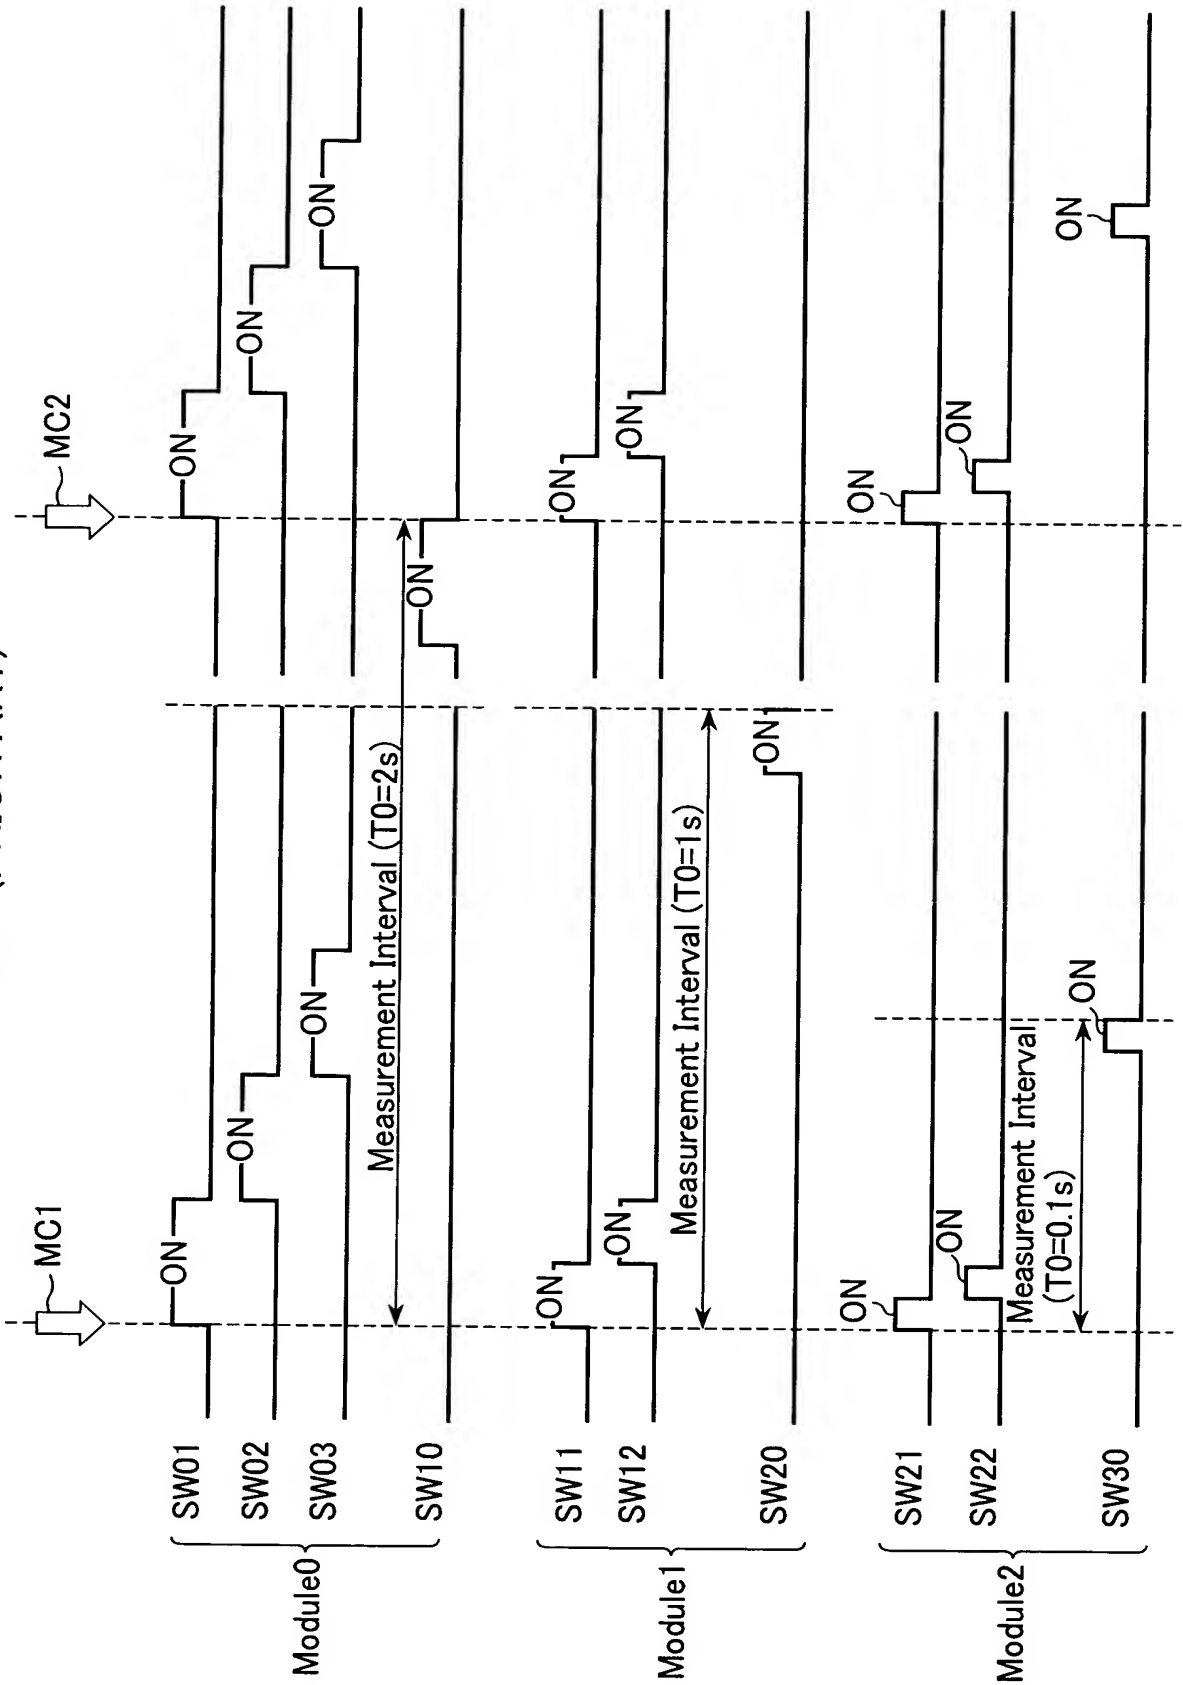 (PRIOR ART)
MC1
MC2
Module0
SW01
ON
ON
SW02
ON
ON
SW03
ON
ON
Measurement Interval (T0=2s)
SW10
ON
Module1
SW11
ON
ON
SW12
ON
ON
Measurement Interval (T0=1s)
SW20
ON
Module2
SW21
ON
ON
SW22
ON
ON
Measurement Interval
(T0=0.1s)
SW30
ON
ON